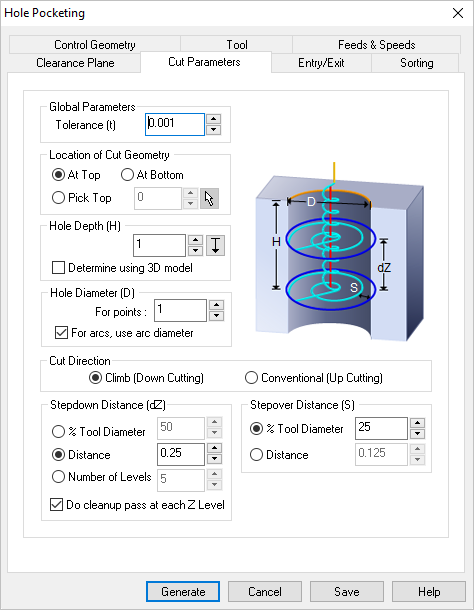 Hole Pocketing
Control Geometry Tool Feeds & Speeds
Clearance Plane Cut Parameters Entry/Exit Sorting
Global Parameters
Tolerance (t) 0.001
Location of Cut Geometry
At Top At Bottom
Pick Top 0
Hole Depth (H)
1
Determine using 3D model
Hole Diameter (D)
For points : 1
For arcs, use arc diameter
D
H
dZ
S
Cut Direction
Climb (Down Cutting) Conventional (Up Cutting)
Stepdown Distance (dZ)
% Tool Diameter 50
Distance 0.25
Number of Levels 5
Do cleanup pass at each Z Level
Stepover Distance (S)
% Tool Diameter 25
Distance 0.125
Generate Cancel Save Help